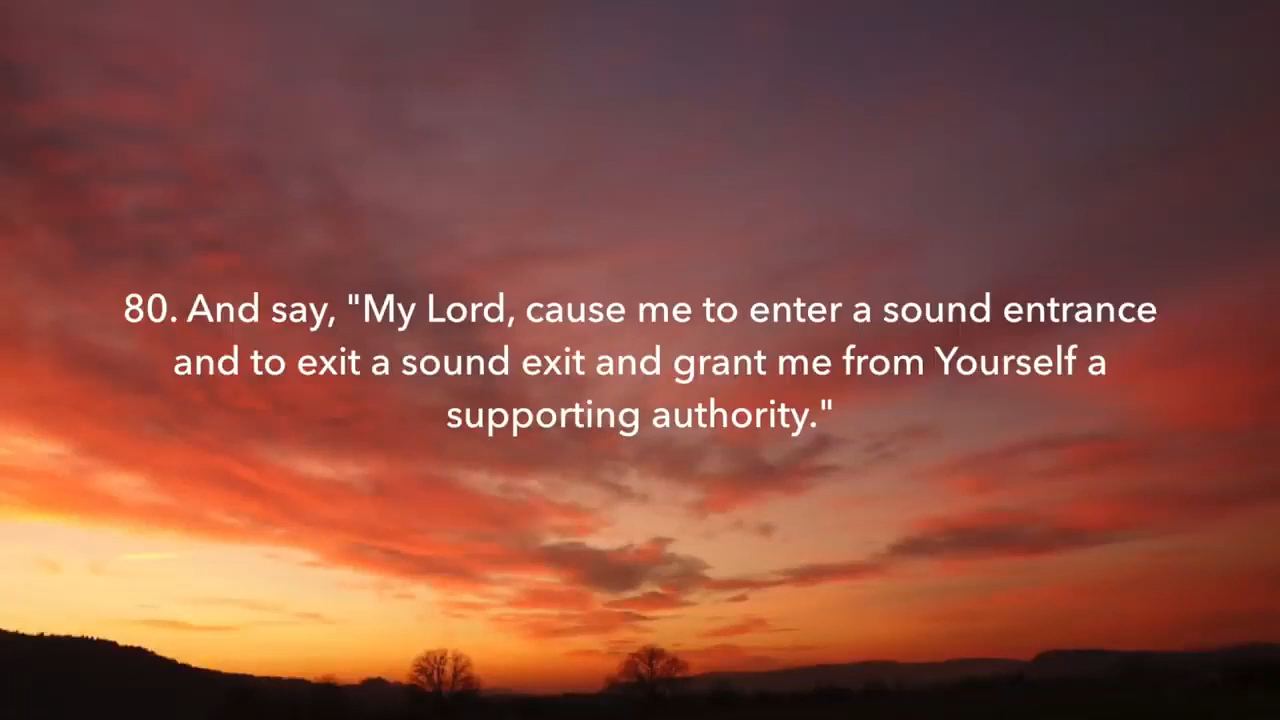 80. And say, "My Lord, cause me to enter a sound entrance
and to exit a sound exit and grant me from Yourself a
supporting authority."